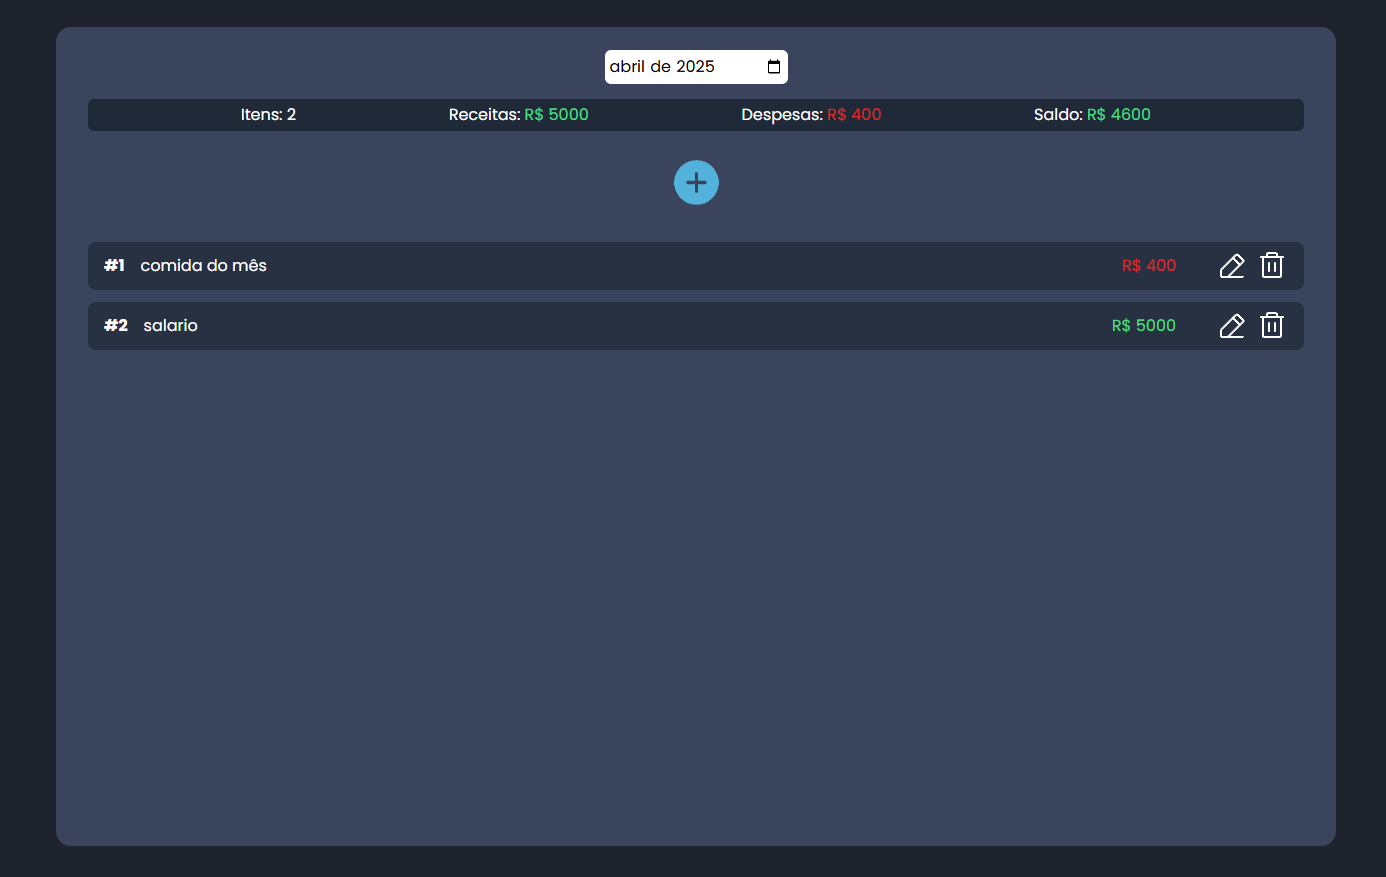 abril de 2025
Itens: 2 Receitas: R$ 5000 Despesas: R$ 400 Saldo: R$ 4600
#1 comida do mês R$ 400
#2 salario R$ 5000